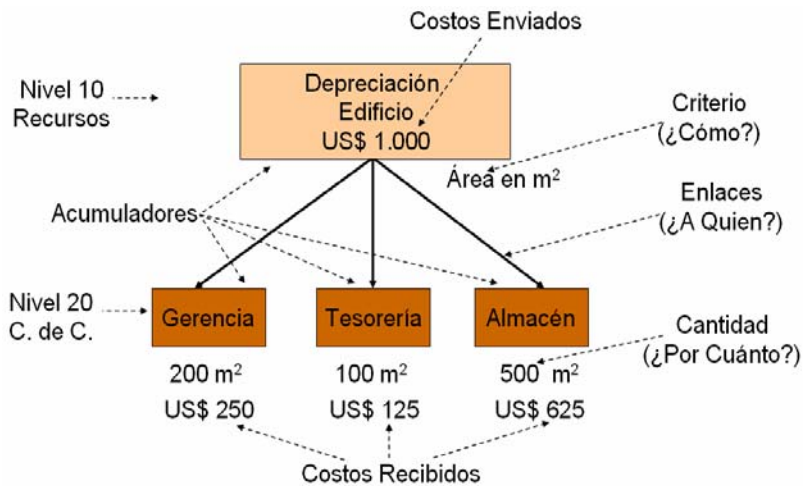 Costos Enviados
Nivel 10
Recursos
Depreciación
Edificio
US$ 1.000
Criterio
(¿Cómo?)
Área en m²
Acumuladores
Enlaces
(¿A Quien?)
Nivel 20
C. de C.
Gerencia
Tesorería
Almacén
Cantidad
(¿Por Cuánto?)
200 m²
100 m²
500 m²
US$ 250
US$ 125
US$ 625
Costos Recibidos